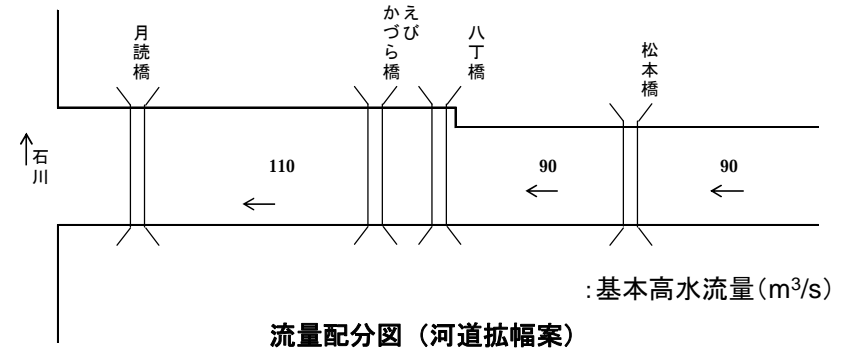 月読橋
えびかづら橋
八丁橋
松本橋
石川
110
90
90
:基本高水流量(m³/s)
流量配分図(河道拡幅案)